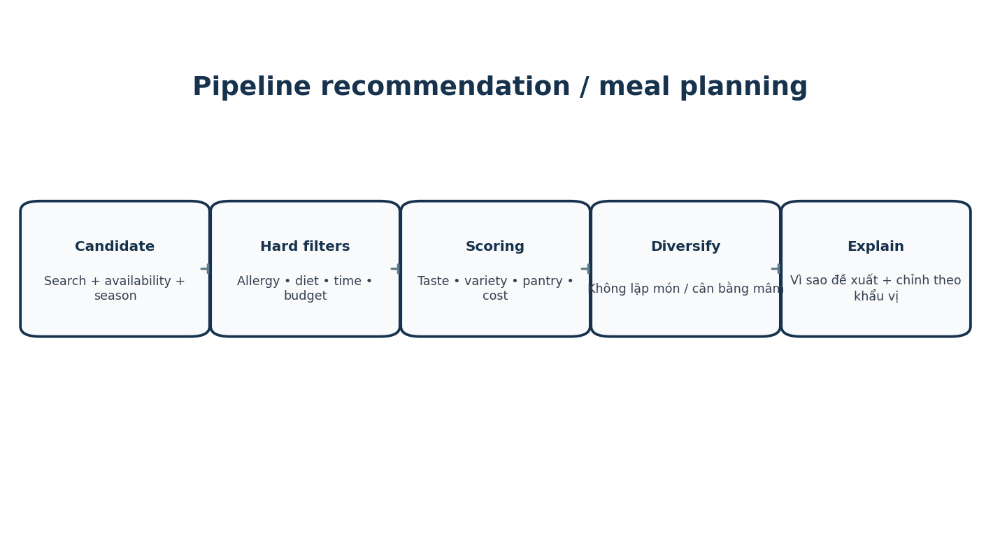 Pipeline recommendation / meal planning
Candidate
Search + availability +
season
Hard filters
Allergy • diet • time •
budget
Scoring
Taste • variety • pantry •
cost
Diversify
Không lặp món / cân bằng mâm
Explain
Vì sao đề xuất + chỉnh theo
khẩu vị